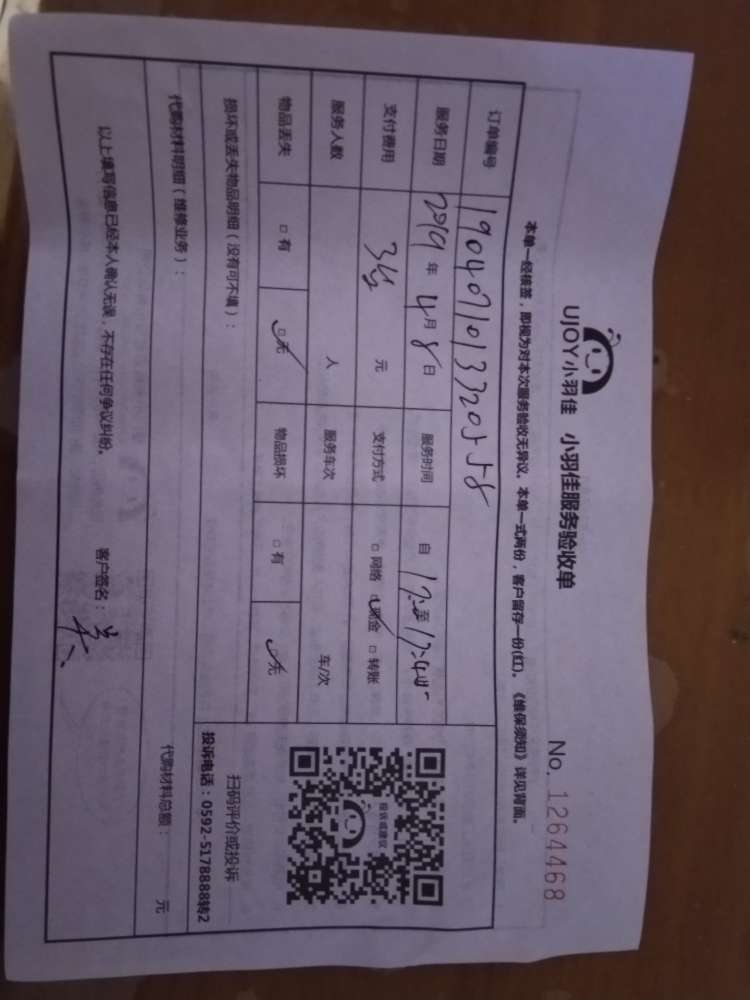 UJOY小羽佳 小羽佳服务验收单 No. 1264468
本单一经核签,即视为对本次服务验收无异议。本单一式两份,客户留存一份(红)。《维保须知》详见背面。
订单编号
服务日期 2019 年 4 月 8 日 服务时间 自 至
支付费用 元 支付方式 □ 网络 □ 现金 □ 转账
服务人数 人 服务车次 车/次
物品丢失 □ 有 □ 无 物品损坏 □ 有 □ 无
投诉或建议
扫码评价或投诉
投诉电话:0592-5178888转2
损坏或丢失物品明细(没有可不填):
代购材料明细(维修业务): 代购材料总额: 元
以上填写信息已经本人确认无误,不存在任何争议纠纷。 客户签名: